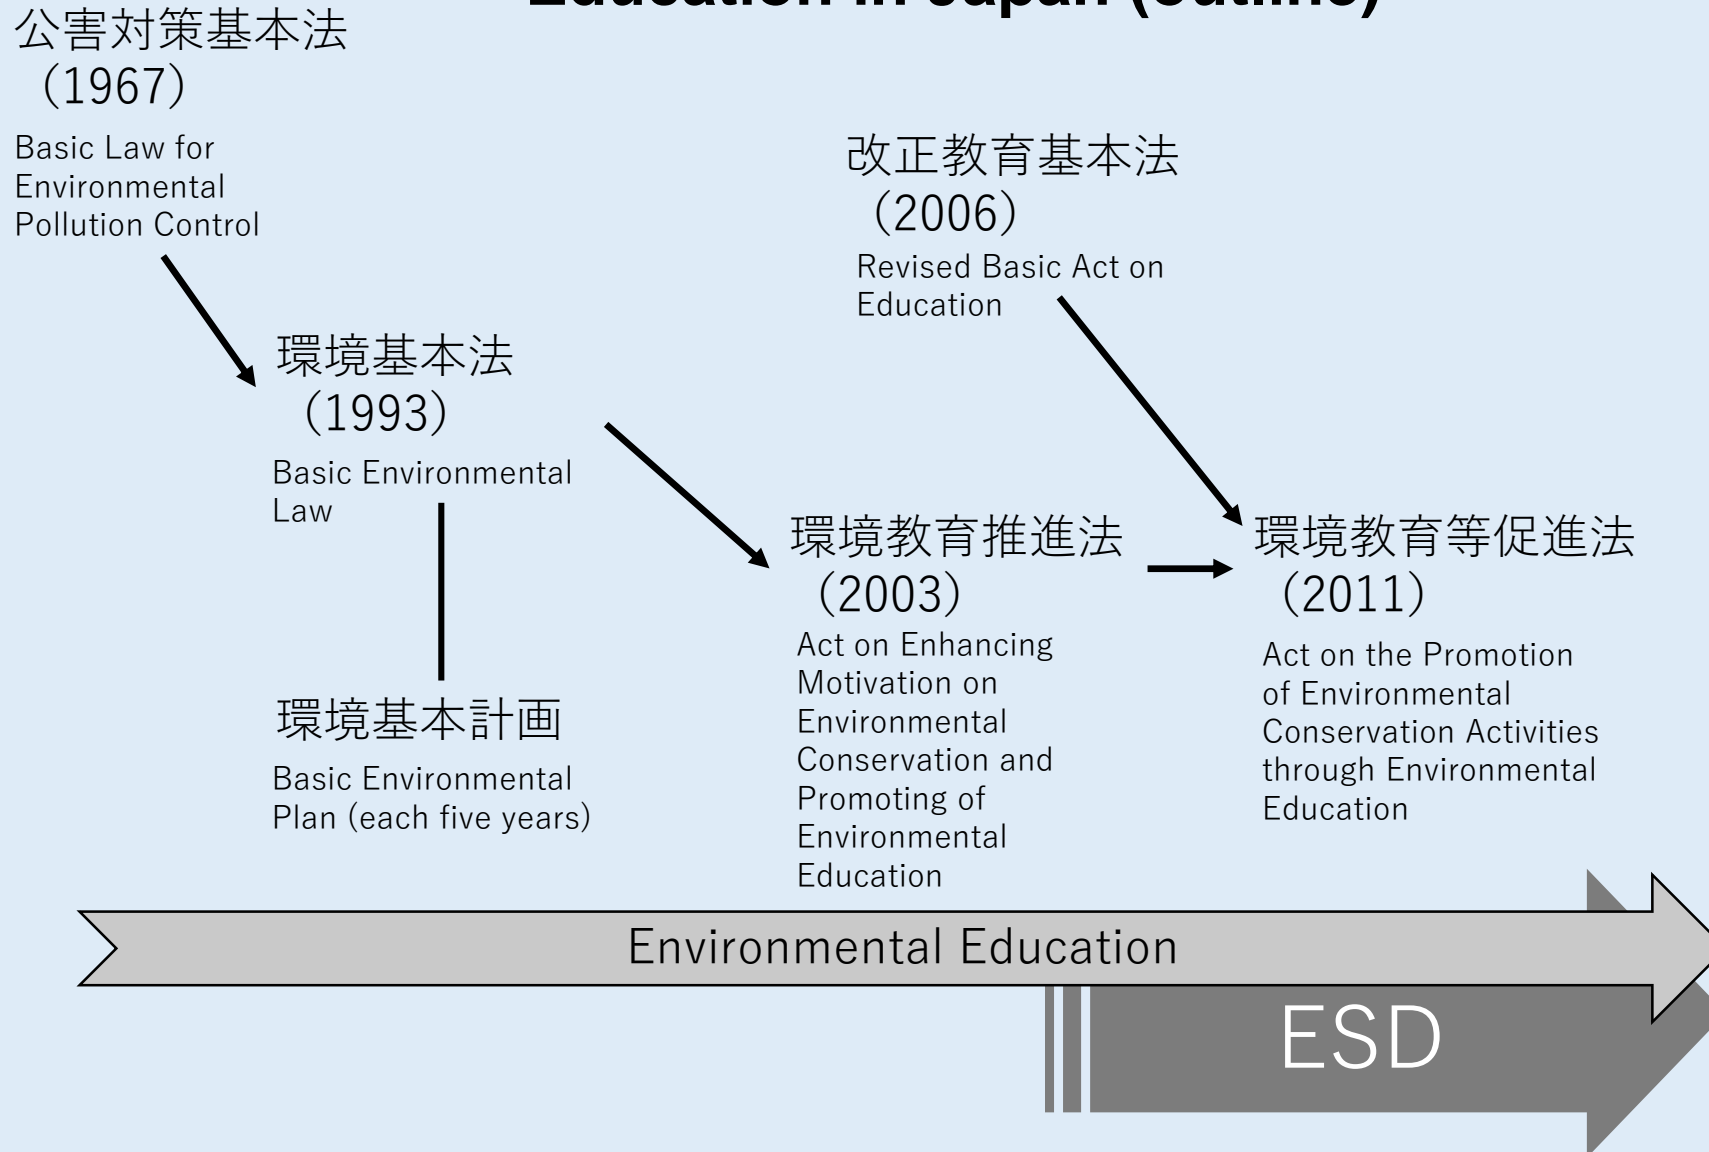 Education in Japan (outline)
公害対策基本法
（1967）
Basic Law for
Environmental
Pollution Control
改正教育基本法
（2006）
Revised Basic Act on
Education
環境基本法
（1993）
Basic Environmental
Law
環境基本計画
Basic Environmental
Plan (each five years)
環境教育推進法
（2003）
Act on Enhancing
Motivation on
Environmental
Conservation and
Promoting of
Environmental
Education
環境教育等促進法
（2011）
Act on the Promotion
of Environmental
Conservation Activities
through Environmental
Education
Environmental Education
ESD